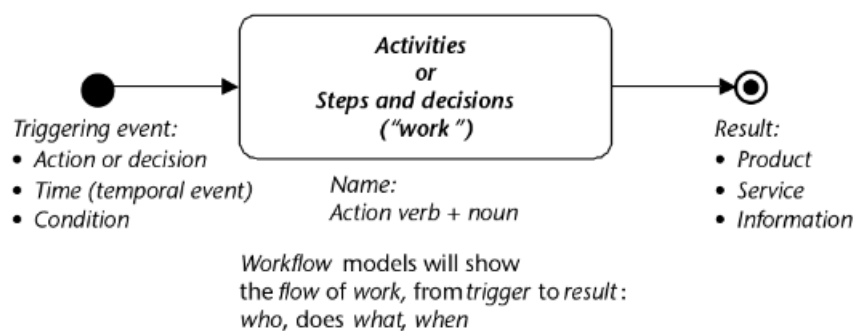 Activities
or
Steps and decisions
(“work”)
Triggering event:
• Action or decision
• Time (temporal event)
• Condition
Name:
Action verb + noun
Result:
• Product
• Service
• Information
Workflow models will show
the flow of work, from trigger to result:
who, does what, when